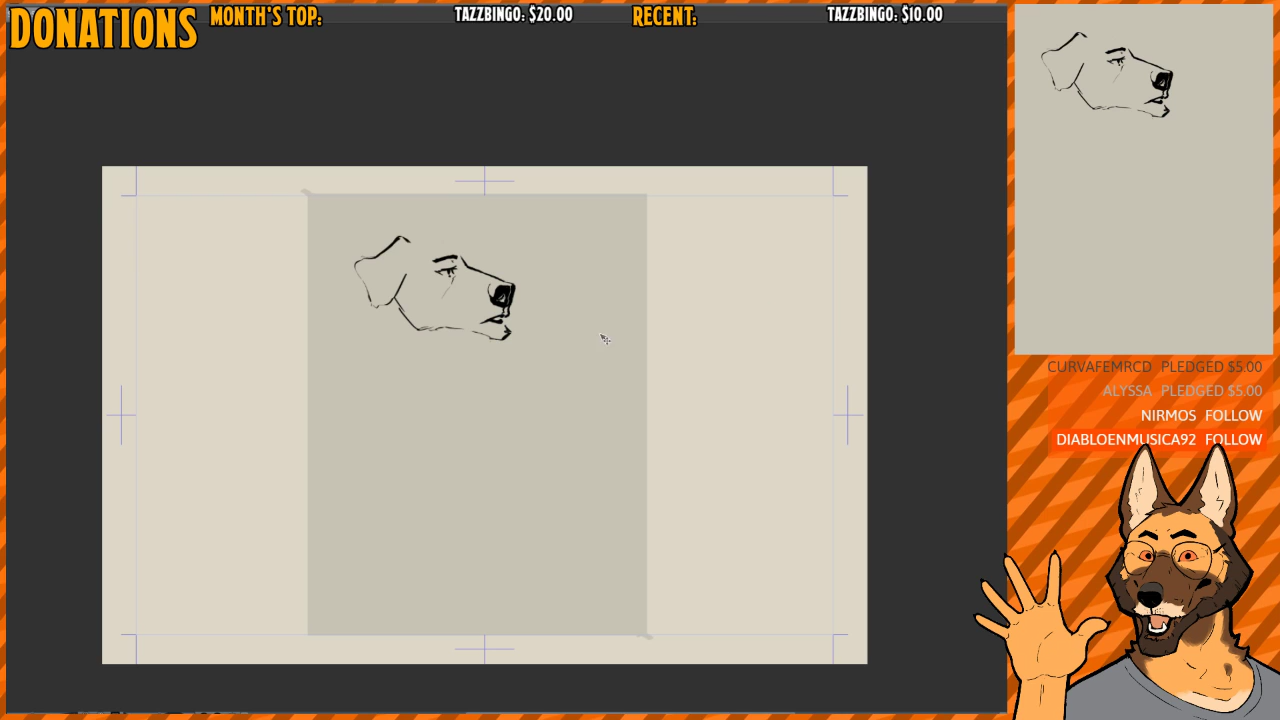 DONATIONS
MONTH'S TOP:
TAZZBINGO: $20.00
RECENT:
TAZZBINGO: $10.00
CURVAFEMRCD PLEDGED $5.00
ALYSSA PLEDGED $5.00
NIRMOS FOLLOW
DIABLOENMUSICA92 FOLLOW